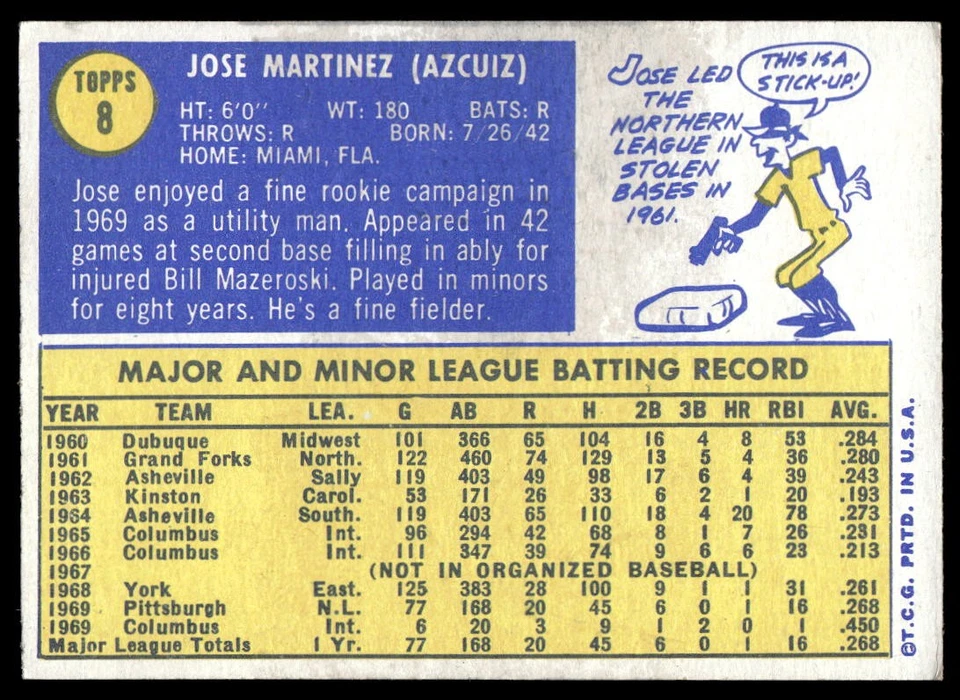 TOPPS
8
JOSE MARTINEZ (AZCUIZ)
HT: 6'0'' WT: 180 BATS: R
THROWS: R BORN: 7/26/42
HOME: MIAMI, FLA.
Jose enjoyed a fine rookie campaign in
1969 as a utility man. Appeared in 42
games at second base filling in ably for
injured Bill Mazeroski. Played in minors
for eight years. He's a fine fielder.
JOSE LED
THE
NORTHERN
LEAGUE IN
STOLEN
BASES IN
1961.
THIS IS A
STICK-UP!
MAJOR AND MINOR LEAGUE BATTING RECORD
YEAR TEAM LEA. G AB R H 2B 3B HR RBI AVG.
1960 Dubuque Midwest 101 366 65 104 16 4 8 53 .284
1961 Grand Forks North. 122 460 74 129 13 5 4 36 .280
1962 Asheville Sally 119 403 49 98 17 6 4 39 .243
1963 Kinston Carol. 53 171 26 33 6 2 1 20 .193
1964 Asheville South. 119 403 65 110 18 4 20 78 .273
1965 Columbus Int. 96 294 42 68 8 1 7 26 .231
1966 Columbus Int. 111 347 39 74 9 6 6 23 .213
1967 (NOT IN ORGANIZED BASEBALL)
1968 York East. 125 383 28 100 9 1 1 31 .261
1969 Pittsburgh N.L. 77 168 20 45 6 0 1 16 .268
1969 Columbus Int. 6 20 3 9 1 2 0 1 .450
Major League Totals 1 Yr. 77 168 20 45 6 0 1 16 .268
©T.C.G. PRTD. IN U.S.A.